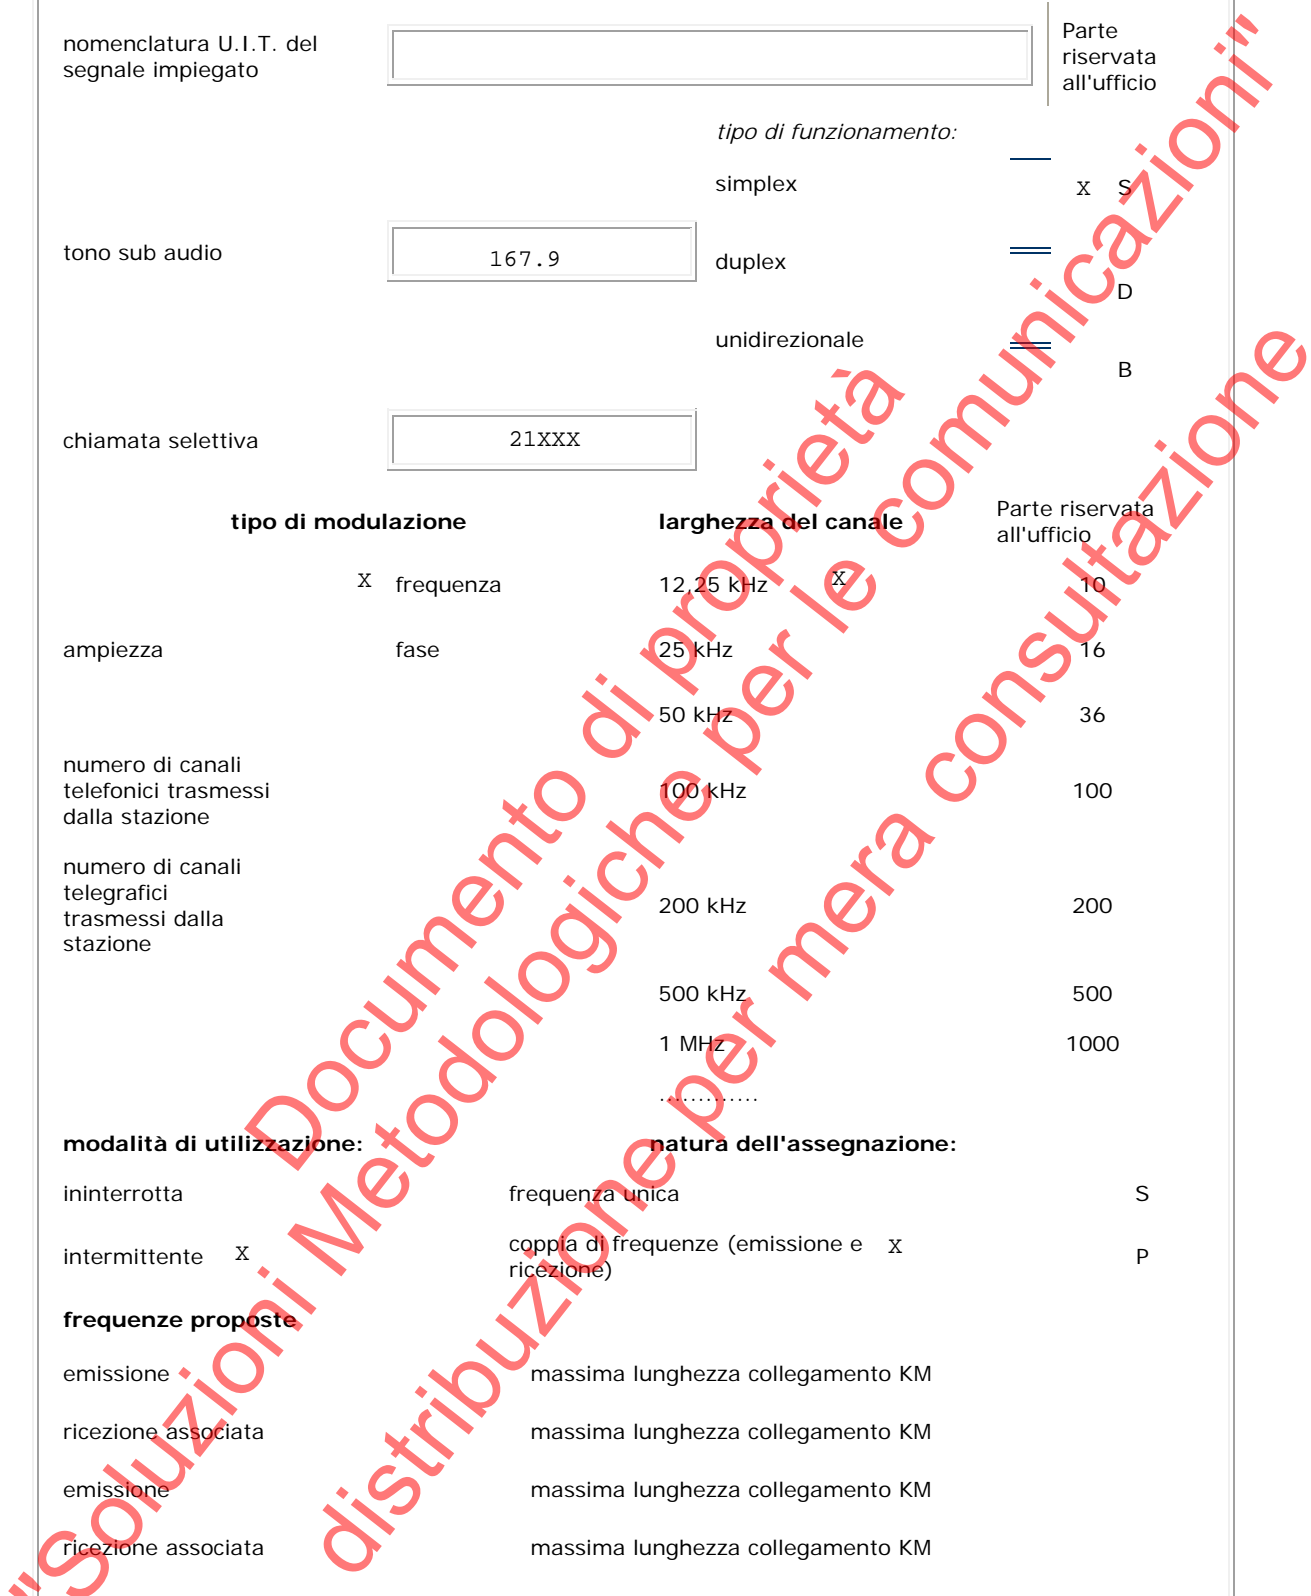 nomenclatura U.I.T. del
segnale impiegato
Parte
riservata
all'ufficio
tipo di funzionamento:
simplex X S
tono sub audio 167.9 duplex
D
unidirezionale
B
chiamata selettiva 21XXX
tipo di modulazione larghezza del canale Parte riservata
all'ufficio
X frequenza 12,25 kHz X 10
ampiezza fase 25 kHz 16
50 kHz 36
numero di canali
telefonici trasmessi
dalla stazione
100 kHz 100
numero di canali
telegrafici
trasmessi dalla
stazione
200 kHz 200
500 kHz 500
1 MHz 1000
.............
modalità di utilizzazione: natura dell'assegnazione:
ininterrotta frequenza unica S
intermittente X coppia di frequenze (emissione e X P
ricezione)
frequenze proposte
emissione massima lunghezza collegamento KM
ricezione associata massima lunghezza collegamento KM
emissione massima lunghezza collegamento KM
ricezione associata massima lunghezza collegamento KM
Documento di proprietà
"Soluzioni Metodologiche per le comunicazioni"
distribuzione per mera consultazione